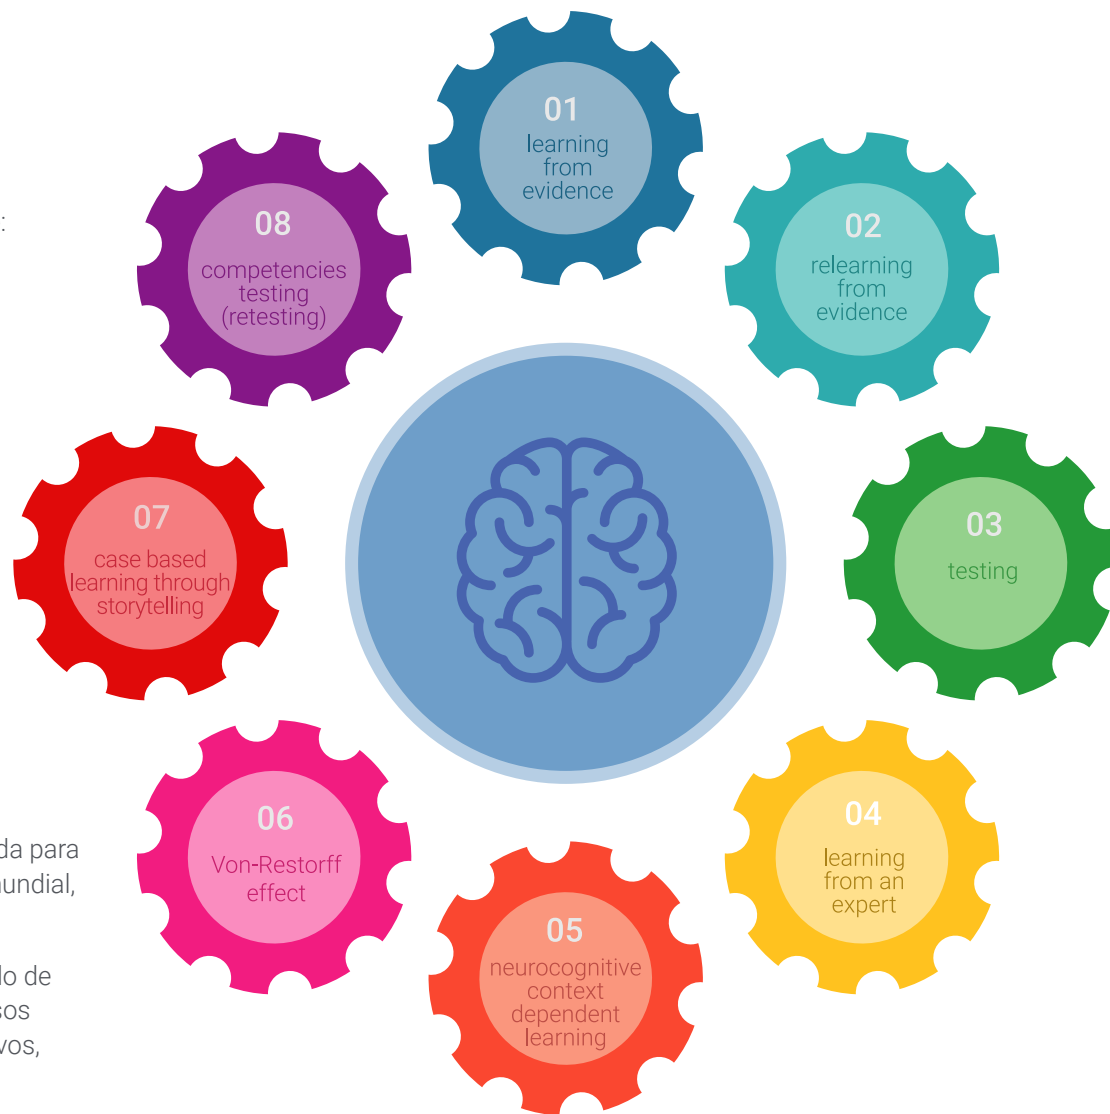 01
learning
from
evidence
02
relearning
from
evidence
03
testing
04
learning
from an
expert
05
neurocognitive
context
dependent
learning
06
Von-Restorff
effect
07
case based
learning through
storytelling
08
competencies
testing
(retesting)
:
da para
mundial,
de
sos
vos,